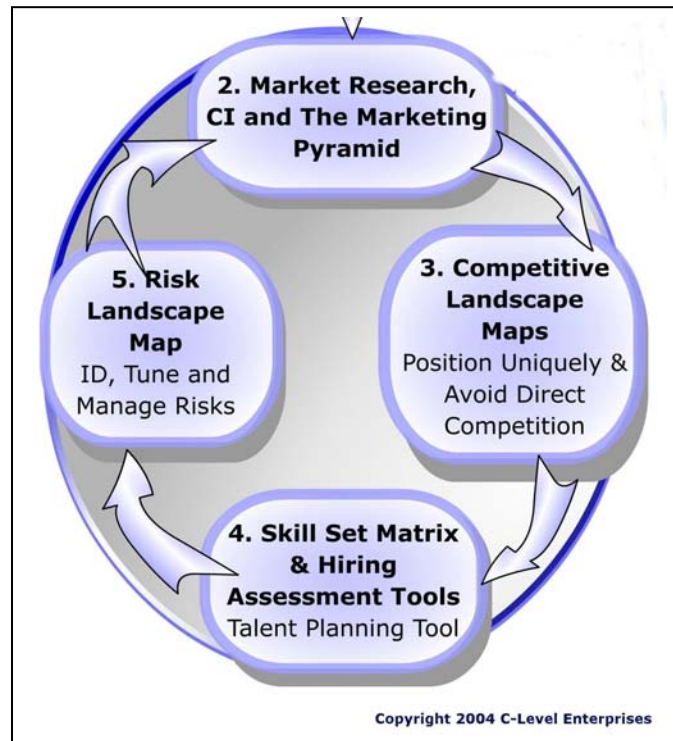 2. Market Research,
CI and The Marketing
Pyramid
3. Competitive
Landscape
Maps
Position Uniquely &
Avoid Direct
Competition
4. Skill Set Matrix
& Hiring
Assessment Tools
Talent Planning Tool
5. Risk
Landscape
Map
ID, Tune and
Manage Risks
Copyright 2004 C-Level Enterprises